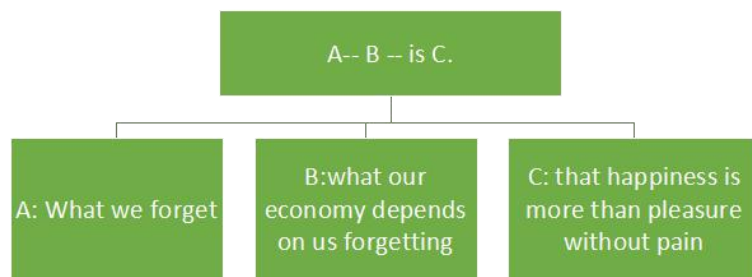 A-- B -- is C.
A: What we forget
B:what our
economy depends
on us forgetting
C: that happiness is
more than pleasure
without pain